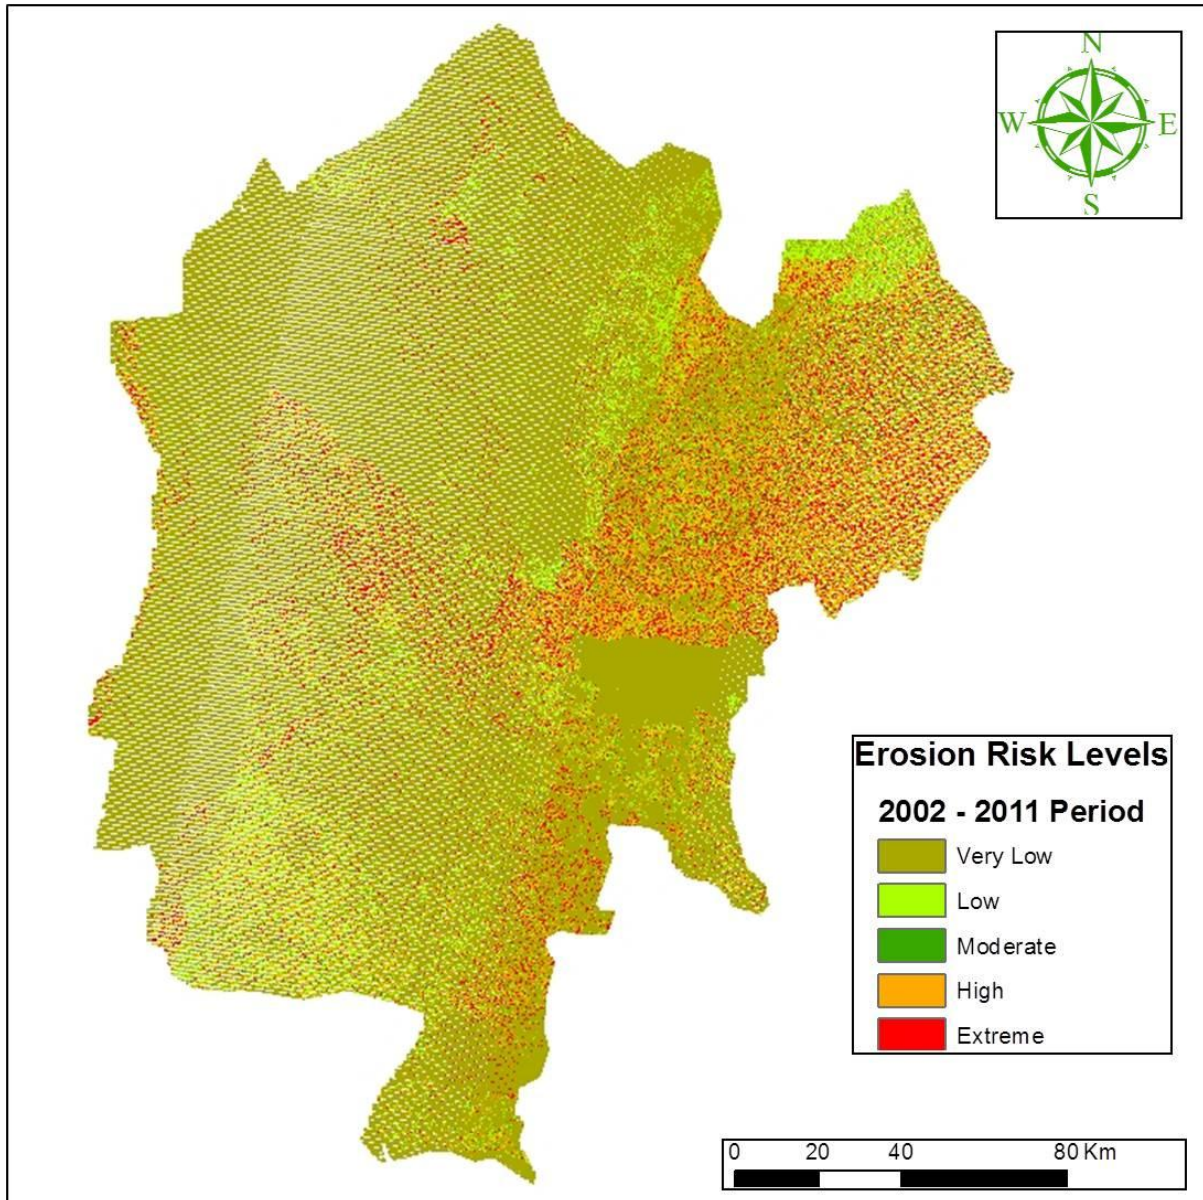 N
W E
S
Erosion Risk Levels
2002 - 2011 Period
Very Low
Low
Moderate
High
Extreme
0 20 40 80 Km